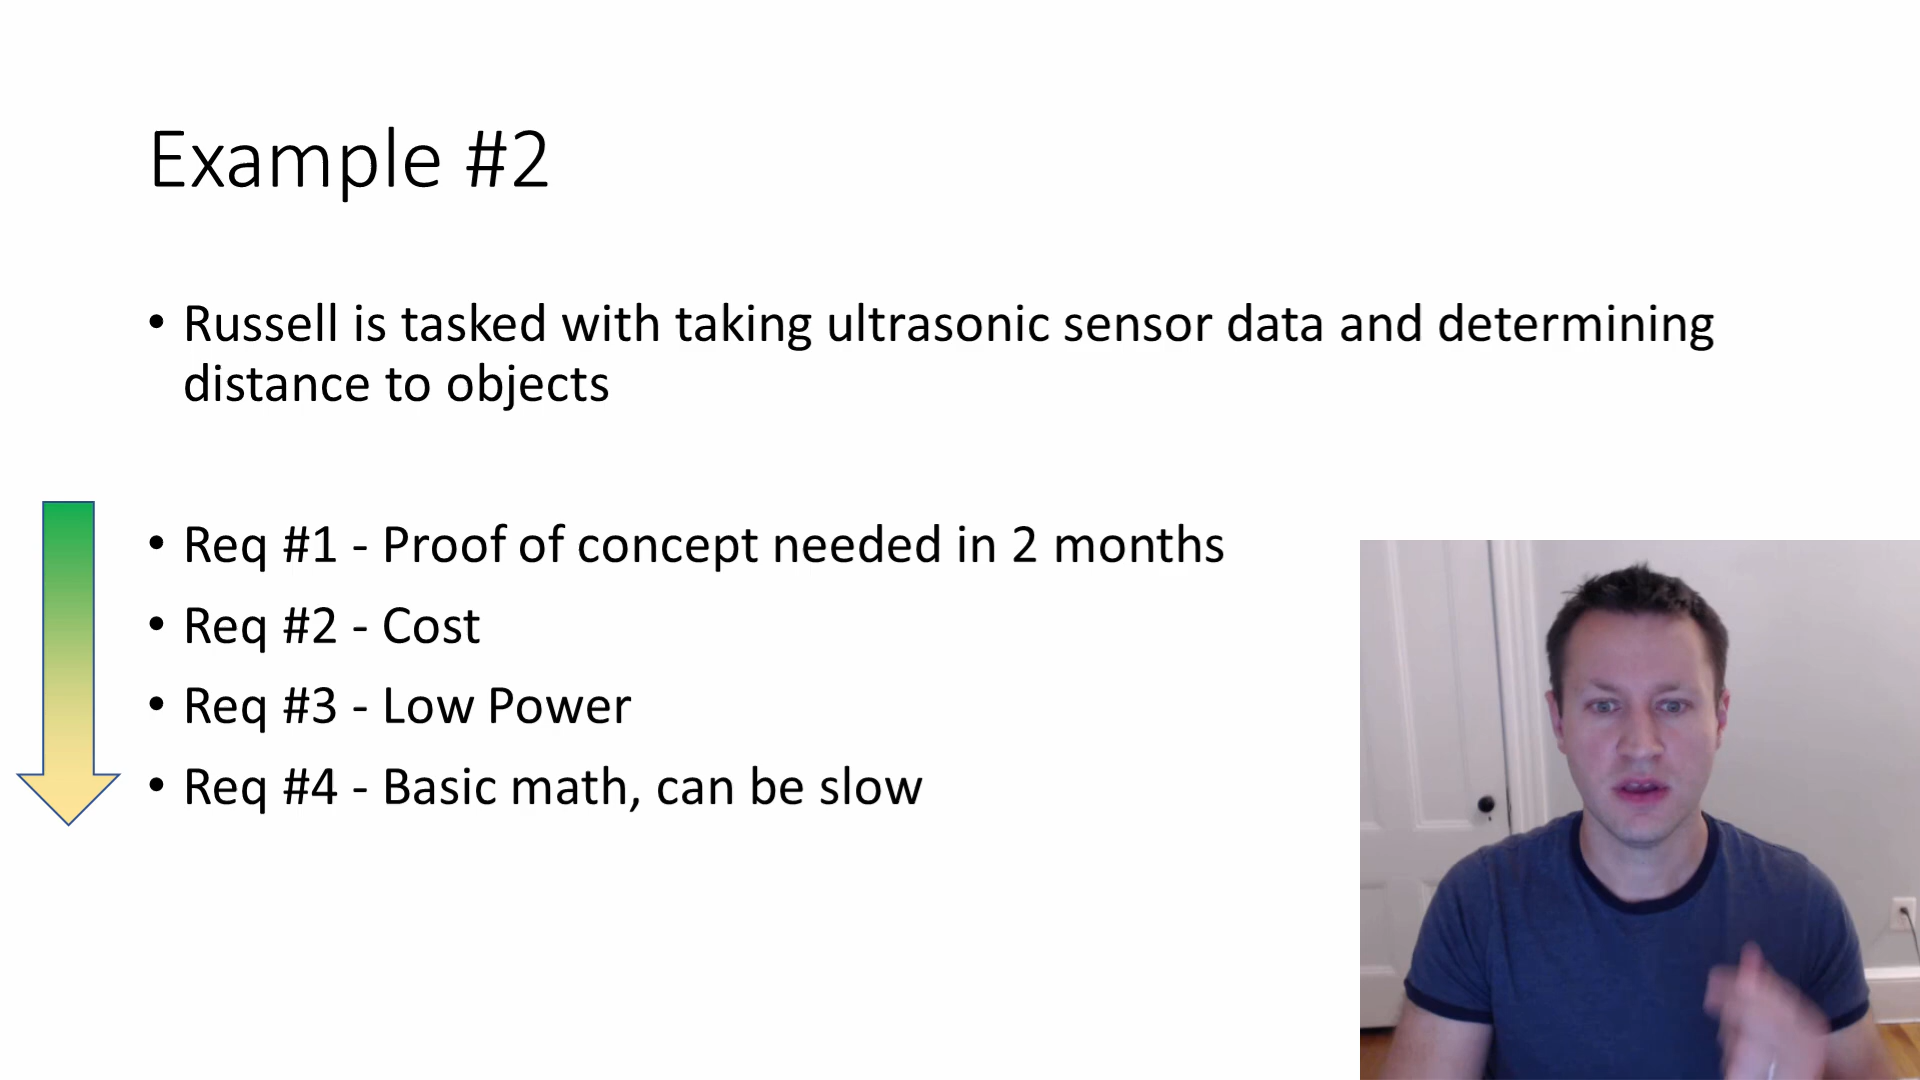 Example #2
• Russell is tasked with taking ultrasonic sensor data and determining
distance to objects
• Req #1 - Proof of concept needed in 2 months
• Req #2 - Cost
• Req #3 - Low Power
• Req #4 - Basic math, can be slow